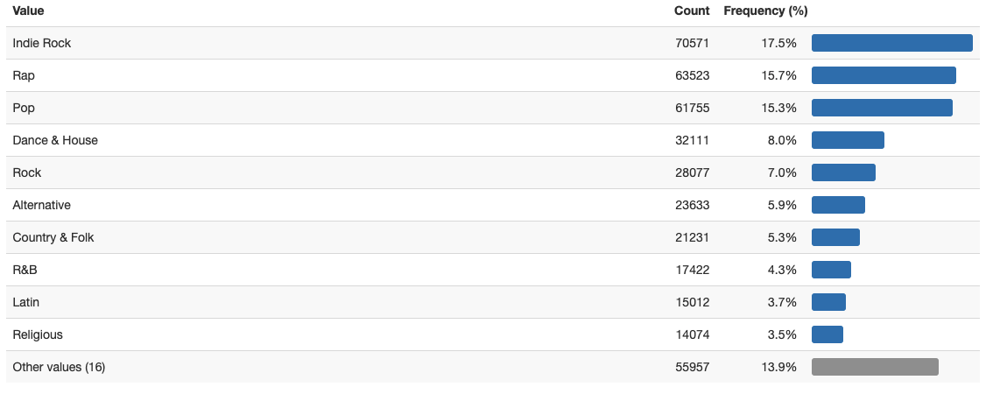 Value Count Frequency (%)
Indie Rock 70571 17.5%
Rap 63523 15.7%
Pop 61755 15.3%
Dance & House 32111 8.0%
Rock 28077 7.0%
Alternative 23633 5.9%
Country & Folk 21231 5.3%
R&B 17422 4.3%
Latin 15012 3.7%
Religious 14074 3.5%
Other values (16) 55957 13.9%